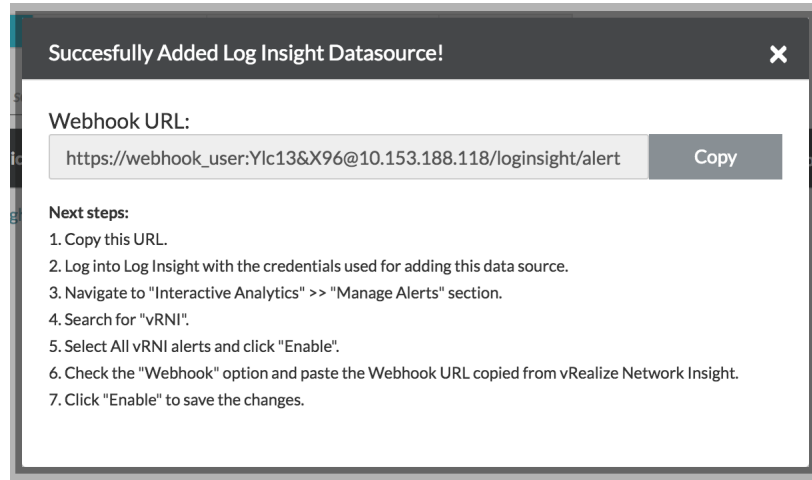 Succesfully Added Log Insight Datasource!
Webhook URL:
https://webhook_user:Ylc13&X96@10.153.188.118/loginsight/alert
Copy
Next steps:
1. Copy this URL.
2. Log into Log Insight with the credentials used for adding this data source.
3. Navigate to "Interactive Analytics" >> "Manage Alerts" section.
4. Search for "vRNI".
5. Select All vRNI alerts and click "Enable".
6. Check the "Webhook" option and paste the Webhook URL copied from vRealize Network Insight.
7. Click "Enable" to save the changes.